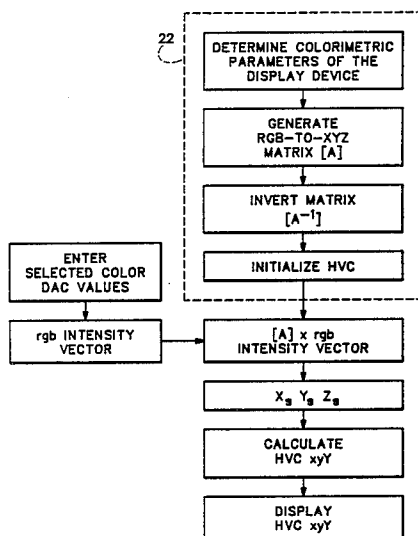 22
DETERMINE COLORIMETRIC
PARAMETERS OF THE
DISPLAY DEVICE
GENERATE
RGB-TO-XYZ
MATRIX [A]
INVERT MATRIX
[A⁻¹]
INITIALIZE HVC
ENTER
SELECTED COLOR
DAC VALUES
rgb INTENSITY
VECTOR
[A] x rgb
INTENSITY VECTOR
Xₛ Yₛ Zₛ
CALCULATE
HVC xyY
DISPLAY
HVC xyY